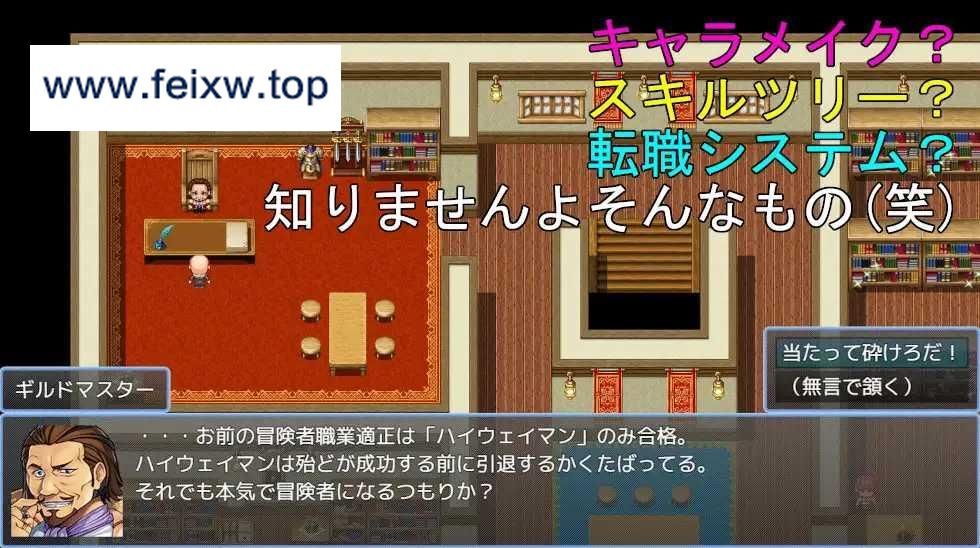 キャラメイク？
www.feixw.top
スキルツリー？
転職システム？
知りませんよそんなもの(笑)
当たって砕けろだ！
（無言で頷く）
ギルドマスター
・・・お前の冒険者職業適正は「ハイウェイマン」のみ合格。
ハイウェイマンは殆どが成功する前に引退するかくたばってる。
それでも本気で冒険者になるつもりか？